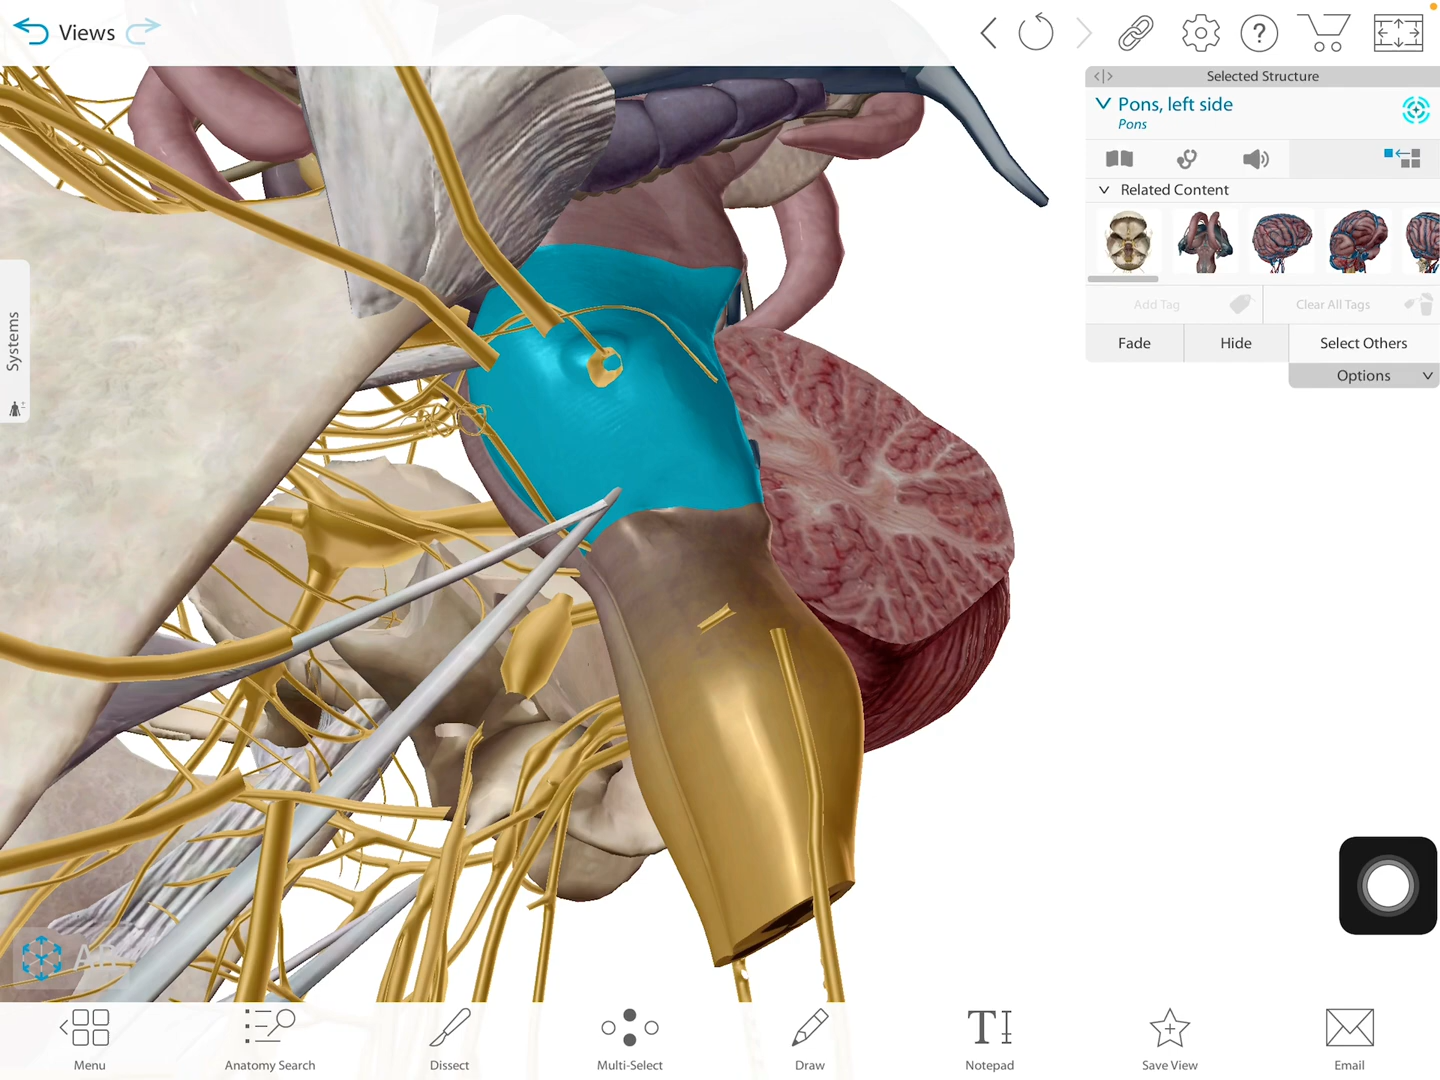 Views
?
Selected Structure
Pons, left side
Pons
Related Content
Add Tag
Clear All Tags
Fade
Hide
Select Others
Options
Systems
Menu
Anatomy Search
Dissect
Multi-Select
Draw
Notepad
Save View
Email